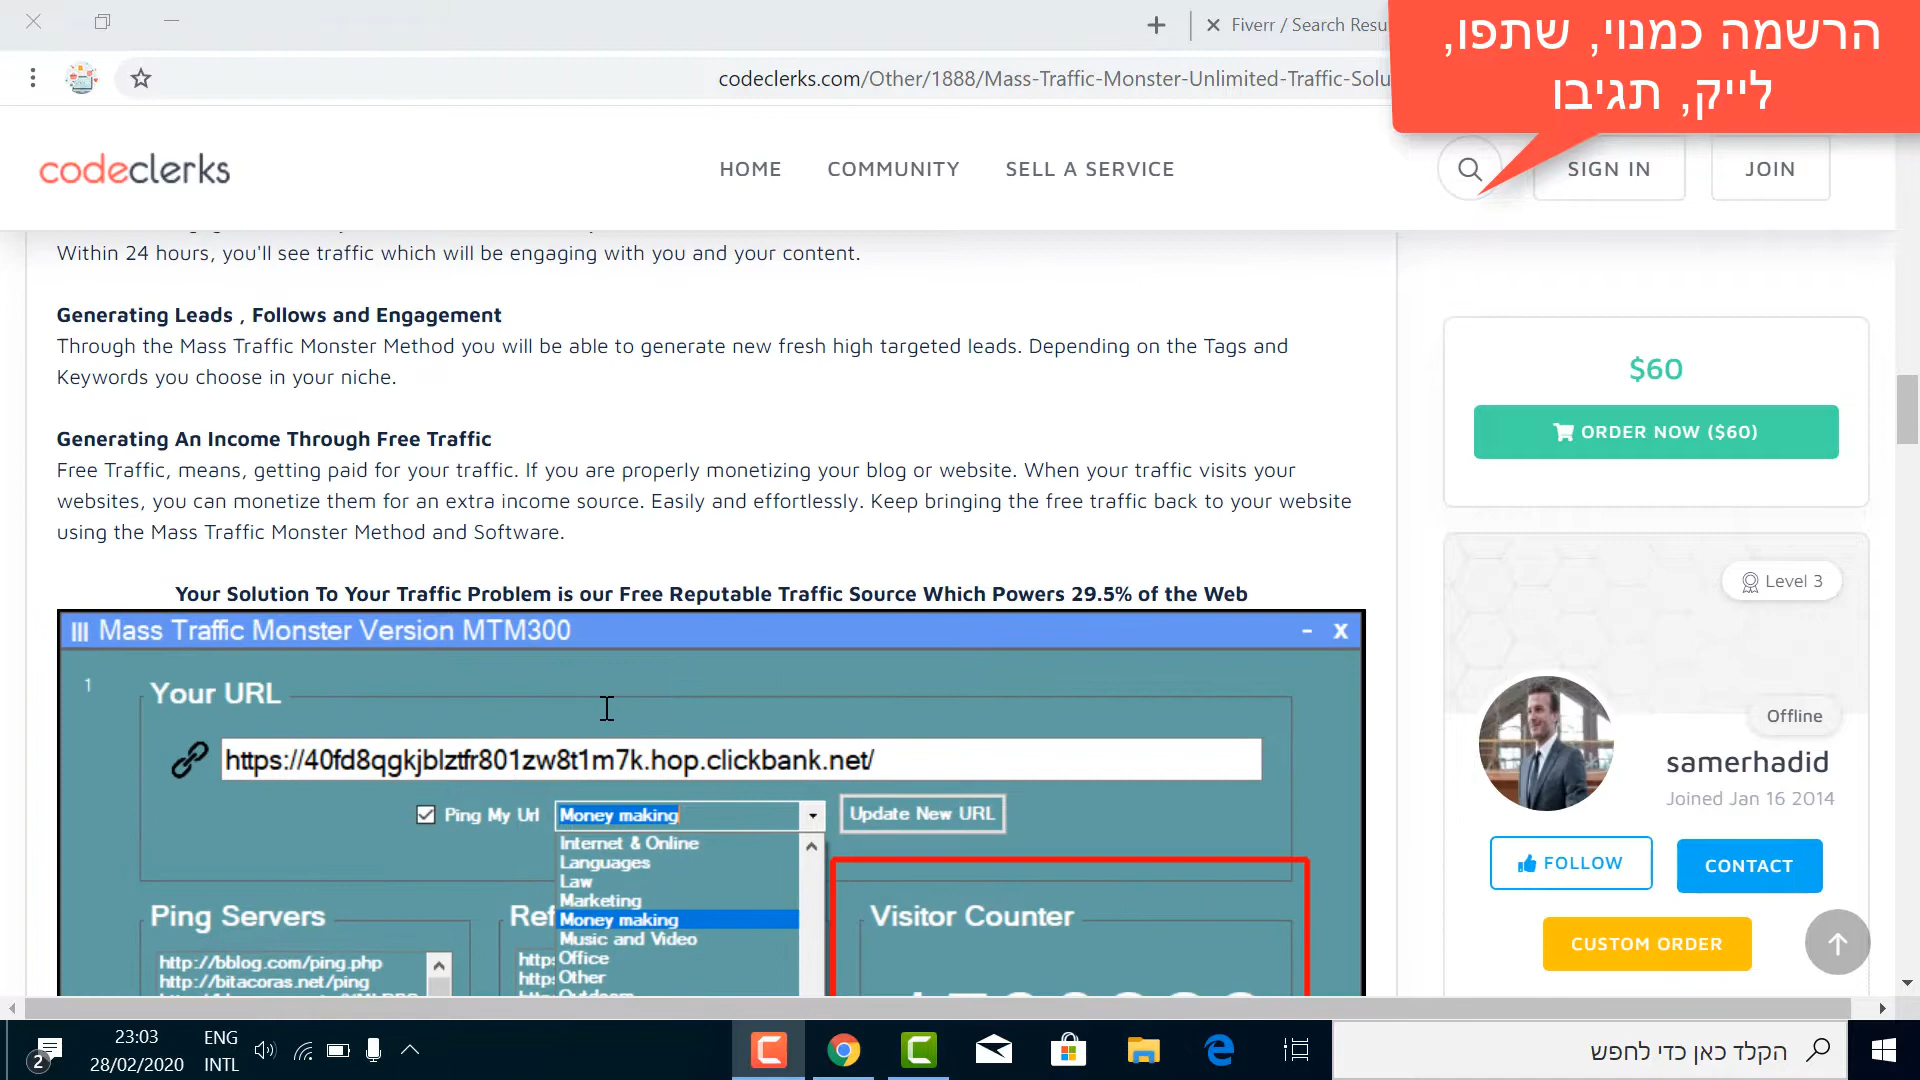 Fiverr / Search Resu
הרשמה כמנוי, שתפו,
לייק, תגיבו
codeclerks.com/Other/1888/Mass-Traffic-Monster-Unlimited-Traffic-Solu
codeclerks
HOME
COMMUNITY
SELL A SERVICE
SIGN IN
JOIN
Within 24 hours, you'll see traffic which will be engaging with you and your content.
Generating Leads , Follows and Engagement
Through the Mass Traffic Monster Method you will be able to generate new fresh high targeted leads. Depending on the Tags and
Keywords you choose in your niche.
Generating An Income Through Free Traffic
Free Traffic, means, getting paid for your traffic. If you are properly monetizing your blog or website. When your traffic visits your
websites, you can monetize them for an extra income source. Easily and effortlessly. Keep bringing the free traffic back to your website
using the Mass Traffic Monster Method and Software.
Your Solution To Your Traffic Problem is our Free Reputable Traffic Source Which Powers 29.5% of the Web
Mass Traffic Monster Version MTM300
1
Your URL
https://40fd8qgkjblztfr801zw8t1m7k.hop.clickbank.net/
Ping My Url
Money making
Update New URL
Internet & Online
Languages
Law
Marketing
Money making
Music and Video
Office
Other
Outdoors
Ping Servers
http://bblog.com/ping.php
http://bitacoras.net/ping
Ref
https
https
Visitor Counter
$60
ORDER NOW ($60)
Level 3
Offline
samerhadid
Joined Jan 16 2014
FOLLOW
CONTACT
CUSTOM ORDER
2
23:03
28/02/2020
ENG
INTL
הקלד כאן כדי לחפש